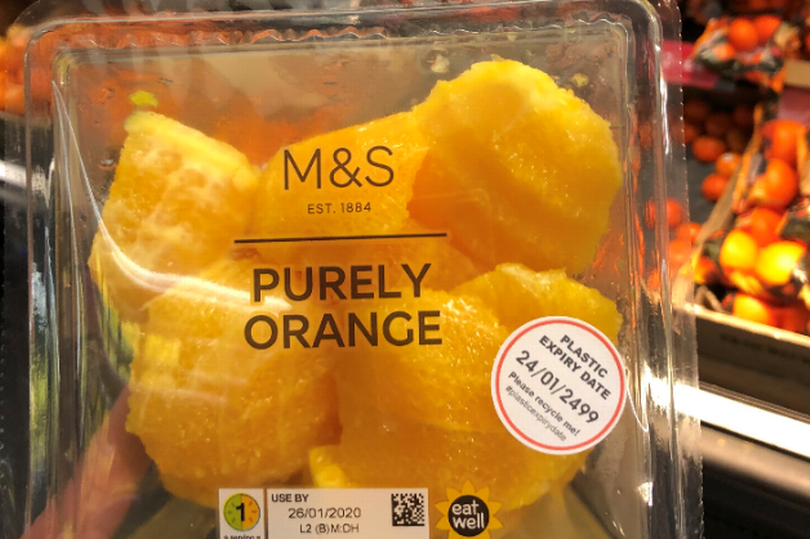 M&S
EST. 1884
PURELY
ORANGE
PLASTIC
EXPIRY DATE
24/01/2499
Please recycle me!
#plasticexpirydate
1
USE BY
26/01/2020
L2 (B)M:DH
eat
well